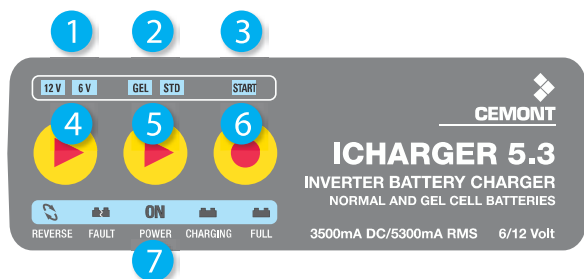 1 2 3
12 V 6 V GEL STD START
4 5 6
CEMONT
ICHARGER 5.3
INVERTER BATTERY CHARGER
NORMAL AND GEL CELL BATTERIES
ON
REVERSE FAULT POWER CHARGING FULL
3500mA DC/5300mA RMS 6/12 Volt
7